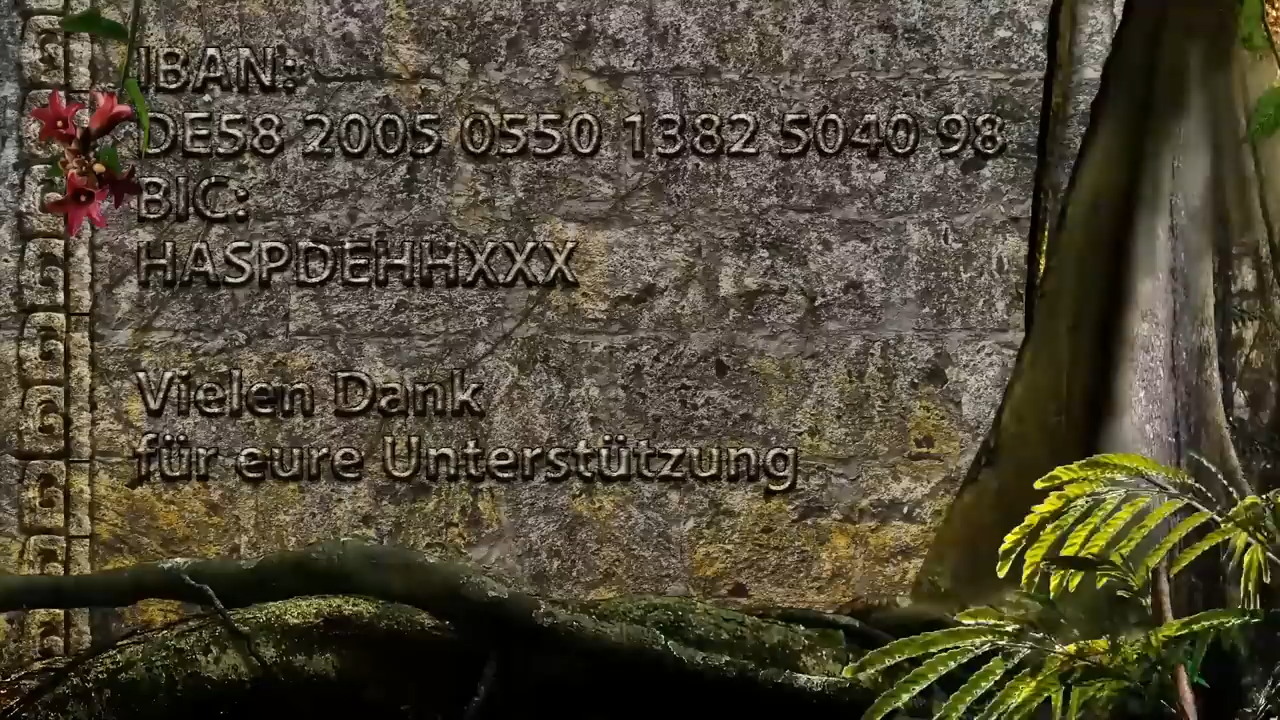 IBAN:
DE58 2005 0550 1382 5040 98
BIC:
HASPDEHHXXX
Vielen Dank
für eure Unterstützung